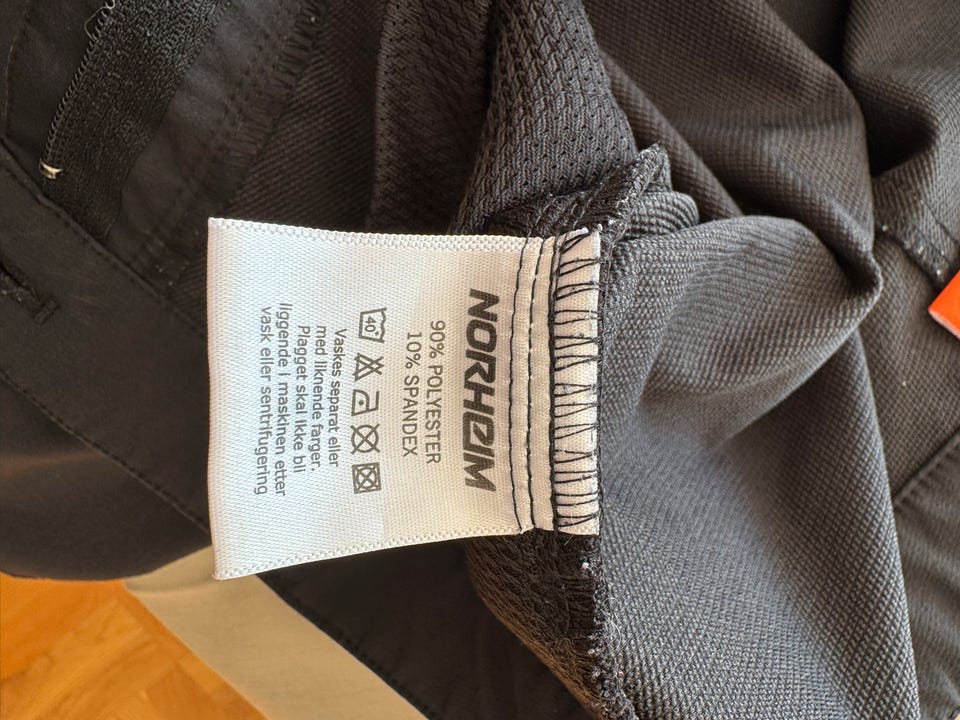 NORHEIM
90% POLYESTER
10% SPANDEX
40°
Vaskes separat eller
med liknende farger.
Plagget skal ikke bli
liggende i maskinen etter
vask eller sentrifugering